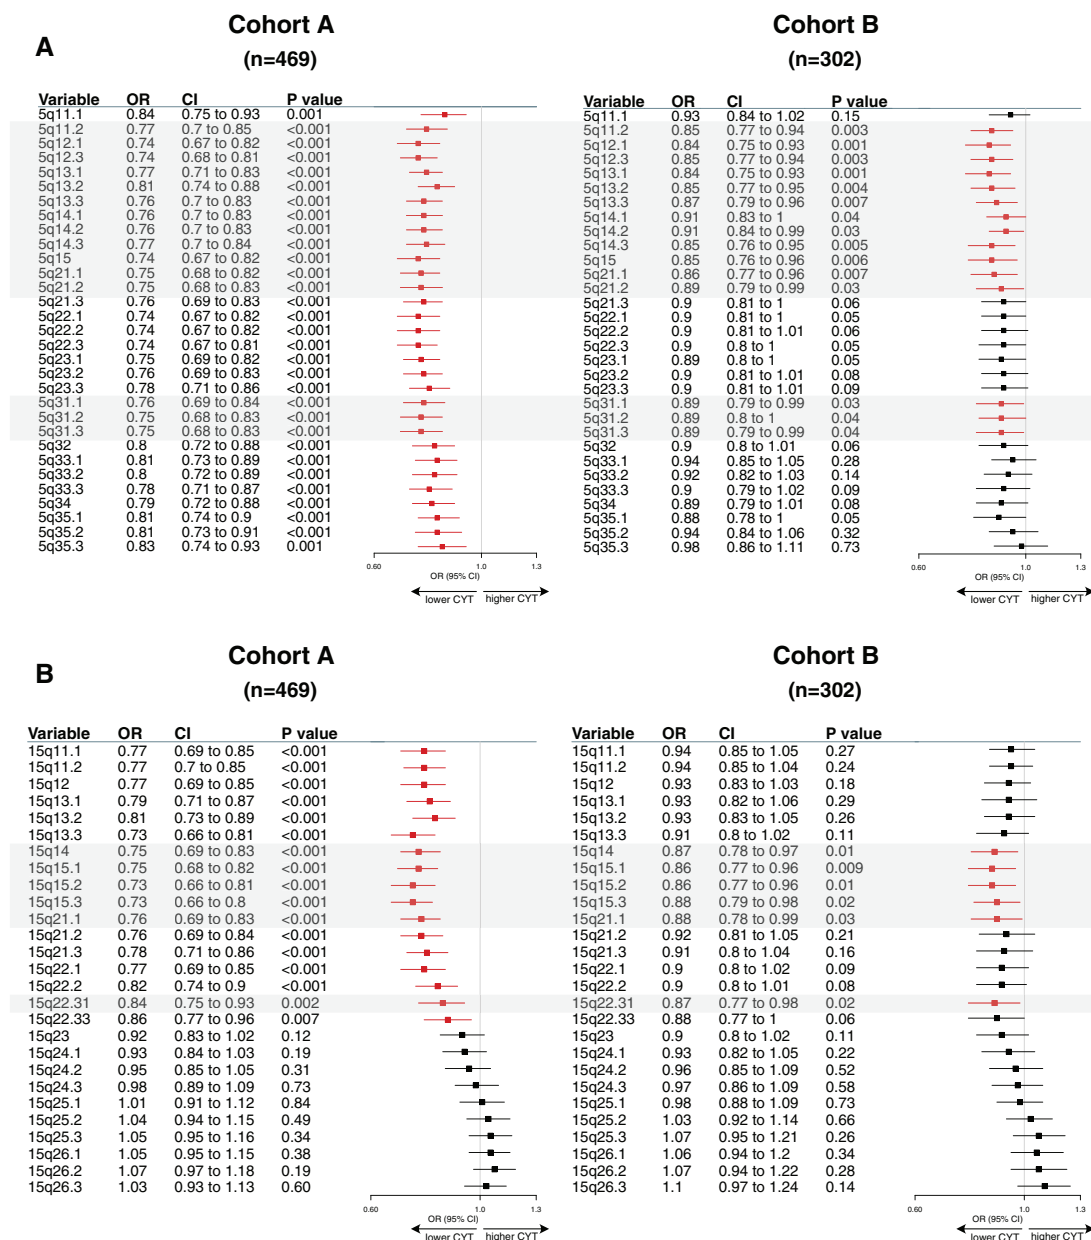 A
Cohort A
(n=469)
Variable OR CI P value
5q11.1 0.84 0.75 to 0.93 0.001
5q11.2 0.77 0.7 to 0.85 <0.001
5q12.1 0.74 0.67 to 0.82 <0.001
5q12.3 0.74 0.68 to 0.81 <0.001
5q13.1 0.77 0.71 to 0.83 <0.001
5q13.2 0.81 0.74 to 0.88 <0.001
5q13.3 0.76 0.7 to 0.83 <0.001
5q14.1 0.76 0.7 to 0.83 <0.001
5q14.2 0.76 0.7 to 0.83 <0.001
5q14.3 0.77 0.7 to 0.84 <0.001
5q15 0.74 0.67 to 0.82 <0.001
5q21.1 0.75 0.68 to 0.82 <0.001
5q21.2 0.75 0.68 to 0.83 <0.001
5q21.3 0.76 0.69 to 0.83 <0.001
5q22.1 0.74 0.67 to 0.82 <0.001
5q22.2 0.74 0.67 to 0.82 <0.001
5q22.3 0.74 0.67 to 0.81 <0.001
5q23.1 0.75 0.69 to 0.82 <0.001
5q23.2 0.76 0.69 to 0.83 <0.001
5q23.3 0.78 0.71 to 0.86 <0.001
5q31.1 0.76 0.69 to 0.84 <0.001
5q31.2 0.75 0.68 to 0.83 <0.001
5q31.3 0.75 0.68 to 0.83 <0.001
5q32 0.8 0.72 to 0.88 <0.001
5q33.1 0.81 0.73 to 0.89 <0.001
5q33.2 0.8 0.72 to 0.89 <0.001
5q33.3 0.78 0.71 to 0.87 <0.001
5q34 0.79 0.72 to 0.88 <0.001
5q35.1 0.81 0.74 to 0.9 <0.001
5q35.2 0.81 0.73 to 0.91 <0.001
5q35.3 0.83 0.74 to 0.93 0.001
0.60 1.0 1.3
OR (95% CI)
lower CYT higher CYT
Cohort B
(n=302)
Variable OR CI P value
5q11.1 0.93 0.84 to 1.02 0.15
5q11.2 0.85 0.77 to 0.94 0.003
5q12.1 0.84 0.75 to 0.93 0.001
5q12.3 0.85 0.77 to 0.94 0.003
5q13.1 0.84 0.75 to 0.93 0.001
5q13.2 0.85 0.77 to 0.95 0.004
5q13.3 0.87 0.79 to 0.96 0.007
5q14.1 0.91 0.83 to 1 0.04
5q14.2 0.91 0.84 to 0.99 0.03
5q14.3 0.85 0.76 to 0.95 0.005
5q15 0.85 0.76 to 0.96 0.006
5q21.1 0.86 0.77 to 0.96 0.007
5q21.2 0.89 0.79 to 0.99 0.03
5q21.3 0.9 0.81 to 1 0.06
5q22.1 0.9 0.81 to 1 0.05
5q22.2 0.9 0.81 to 1.01 0.06
5q22.3 0.9 0.8 to 1 0.05
5q23.1 0.89 0.8 to 1 0.05
5q23.2 0.9 0.81 to 1.01 0.08
5q23.3 0.9 0.81 to 1.01 0.09
5q31.1 0.89 0.79 to 0.99 0.03
5q31.2 0.89 0.8 to 1 0.04
5q31.3 0.89 0.79 to 0.99 0.04
5q32 0.9 0.8 to 1.01 0.06
5q33.1 0.94 0.85 to 1.05 0.28
5q33.2 0.92 0.82 to 1.03 0.14
5q33.3 0.9 0.79 to 1.02 0.09
5q34 0.89 0.79 to 1.01 0.08
5q35.1 0.88 0.78 to 1 0.05
5q35.2 0.94 0.84 to 1.06 0.32
5q35.3 0.98 0.86 to 1.11 0.73
0.60 1.0 1.3
OR (95% CI)
lower CYT higher CYT
B
Cohort A
(n=469)
Variable OR CI P value
15q11.1 0.77 0.69 to 0.85 <0.001
15q11.2 0.77 0.7 to 0.85 <0.001
15q12 0.77 0.69 to 0.85 <0.001
15q13.1 0.79 0.71 to 0.87 <0.001
15q13.2 0.81 0.73 to 0.89 <0.001
15q13.3 0.73 0.66 to 0.81 <0.001
15q14 0.75 0.69 to 0.83 <0.001
15q15.1 0.75 0.68 to 0.82 <0.001
15q15.2 0.73 0.66 to 0.81 <0.001
15q15.3 0.73 0.66 to 0.8 <0.001
15q21.1 0.76 0.69 to 0.83 <0.001
15q21.2 0.76 0.69 to 0.84 <0.001
15q21.3 0.78 0.71 to 0.86 <0.001
15q22.1 0.77 0.69 to 0.85 <0.001
15q22.2 0.82 0.74 to 0.9 <0.001
15q22.31 0.84 0.75 to 0.93 0.002
15q22.33 0.86 0.77 to 0.96 0.007
15q23 0.92 0.83 to 1.02 0.12
15q24.1 0.93 0.84 to 1.03 0.19
15q24.2 0.95 0.85 to 1.05 0.31
15q24.3 0.98 0.89 to 1.09 0.73
15q25.1 1.01 0.91 to 1.12 0.84
15q25.2 1.04 0.94 to 1.15 0.49
15q25.3 1.05 0.95 to 1.16 0.34
15q26.1 1.05 0.95 to 1.15 0.38
15q26.2 1.07 0.97 to 1.18 0.19
15q26.3 1.03 0.93 to 1.13 0.60
0.60 1.0 1.3
OR (95% CI)
lower CYT higher CYT
Cohort B
(n=302)
Variable OR CI P value
15q11.1 0.94 0.85 to 1.05 0.27
15q11.2 0.94 0.85 to 1.04 0.24
15q12 0.93 0.83 to 1.03 0.18
15q13.1 0.93 0.82 to 1.06 0.29
15q13.2 0.93 0.83 to 1.05 0.26
15q13.3 0.91 0.8 to 1.02 0.11
15q14 0.87 0.78 to 0.97 0.01
15q15.1 0.86 0.77 to 0.96 0.009
15q15.2 0.86 0.77 to 0.96 0.01
15q15.3 0.88 0.79 to 0.98 0.02
15q21.1 0.88 0.78 to 0.99 0.03
15q21.2 0.92 0.81 to 1.05 0.21
15q21.3 0.91 0.8 to 1.04 0.16
15q22.1 0.9 0.8 to 1.02 0.09
15q22.2 0.9 0.8 to 1.01 0.08
15q22.31 0.87 0.77 to 0.98 0.02
15q22.33 0.88 0.77 to 1 0.06
15q23 0.9 0.8 to 1.02 0.11
15q24.1 0.93 0.82 to 1.05 0.22
15q24.2 0.96 0.85 to 1.09 0.52
15q24.3 0.97 0.86 to 1.09 0.58
15q25.1 0.98 0.88 to 1.09 0.73
15q25.2 1.03 0.92 to 1.14 0.66
15q25.3 1.07 0.95 to 1.21 0.26
15q26.1 1.06 0.94 to 1.2 0.34
15q26.2 1.07 0.94 to 1.22 0.28
15q26.3 1.1 0.97 to 1.24 0.14
0.60 1.0 1.3
OR (95% CI)
lower CYT higher CYT